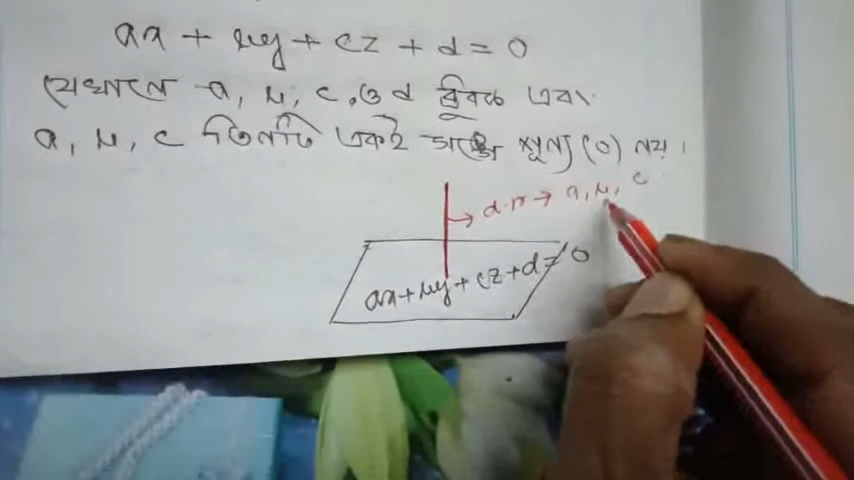 ax + by + cz + d = 0
যেখানে a, b, c ও d ধ্রুবক এবং
a, b, c তিনটি একই সাথে শূন্য (0) নয়।
d.r → a, b, c
ax + by + cz + d = 0